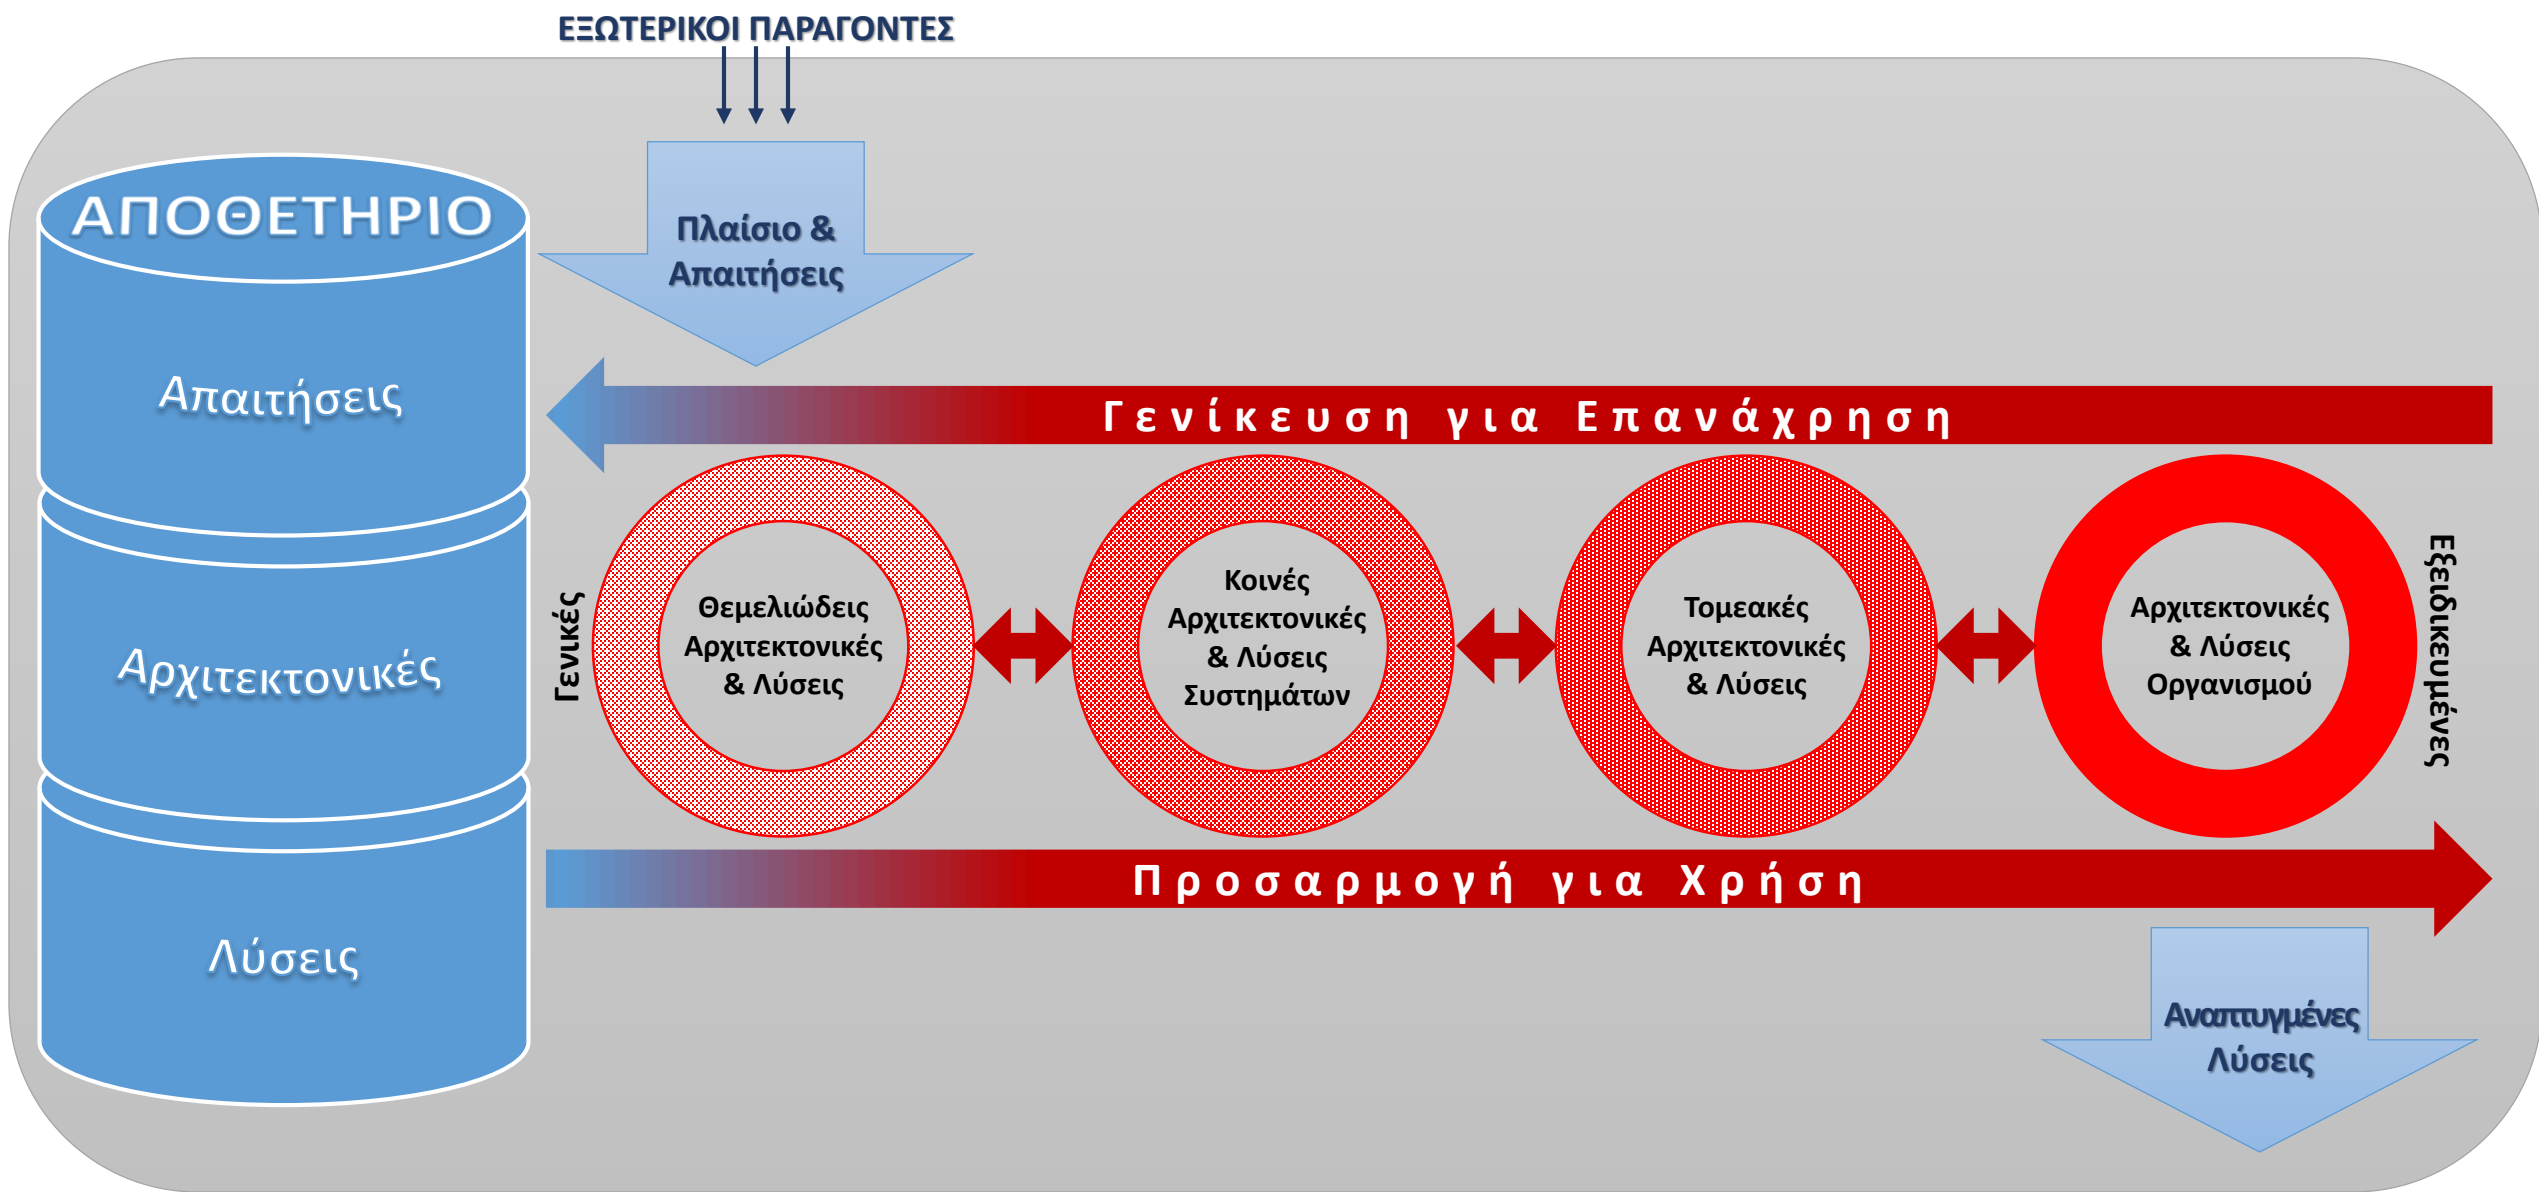 ΕΞΩΤΕΡΙΚΟΙ ΠΑΡΑΓΟΝΤΕΣ
Πλαίσιο &
Απαιτήσεις
ΑΠΟΘΕΤΗΡΙΟ
Απαιτήσεις
Αρχιτεκτονικές
Λύσεις
Γενίκευση για Επανάχρηση
Γενικές
Θεμελιώδεις
Αρχιτεκτονικές
& Λύσεις
Κοινές
Αρχιτεκτονικές
& Λύσεις
Συστημάτων
Τομεακές
Αρχιτεκτονικές
& Λύσεις
Αρχιτεκτονικές
& Λύσεις
Οργανισμού
Εξειδικευμένες
Προσαρμογή για Χρήση
Αναπτυγμένες
Λύσεις